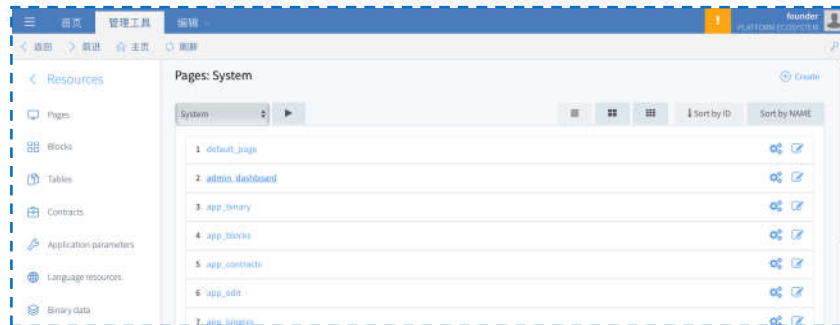 首页 管理工具 编辑 founder
PLATFORM ECOSYSTEM
返回 前进 主页 刷新
Resources
Pages
Blocks
Tables
Contracts
Application parameters
Language resources
Binary data
Pages: System
Create
System
Sort by ID Sort by NAME
1 default_page
2 admin_dashboard
3 app_binary
4 app_blocks
5 app_contracts
6 app_edit
7